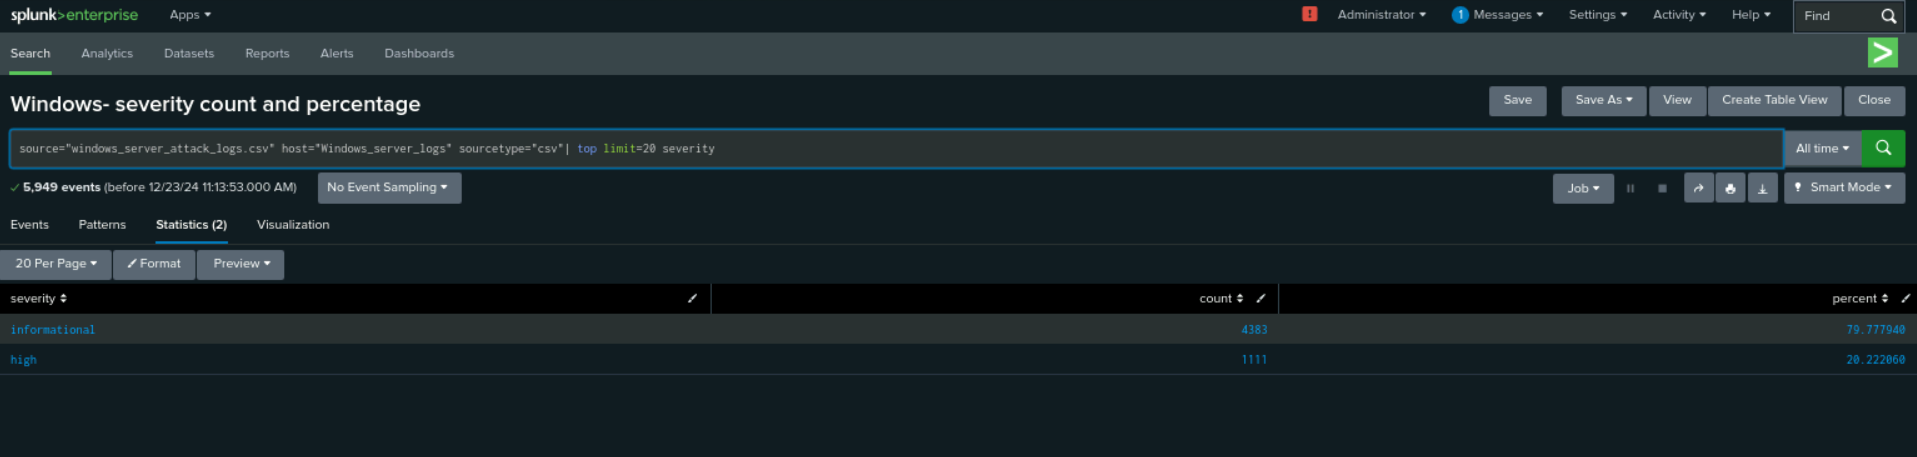 splunk>enterprise Apps Administrator 1 Messages Settings Activity Help Find
Search Analytics Datasets Reports Alerts Dashboards
Windows- severity count and percentage Save Save As View Create Table View Close
source="windows_server_attack_logs.csv" host="Windows_server_logs" sourcetype="csv"| top limit=20 severity All time
5,949 events (before 12/23/24 11:13:53.000 AM) No Event Sampling Job Smart Mode
Events Patterns Statistics (2) Visualization
20 Per Page Format Preview
severity count percent
informational 4383 79.777940
high 1111 20.222060